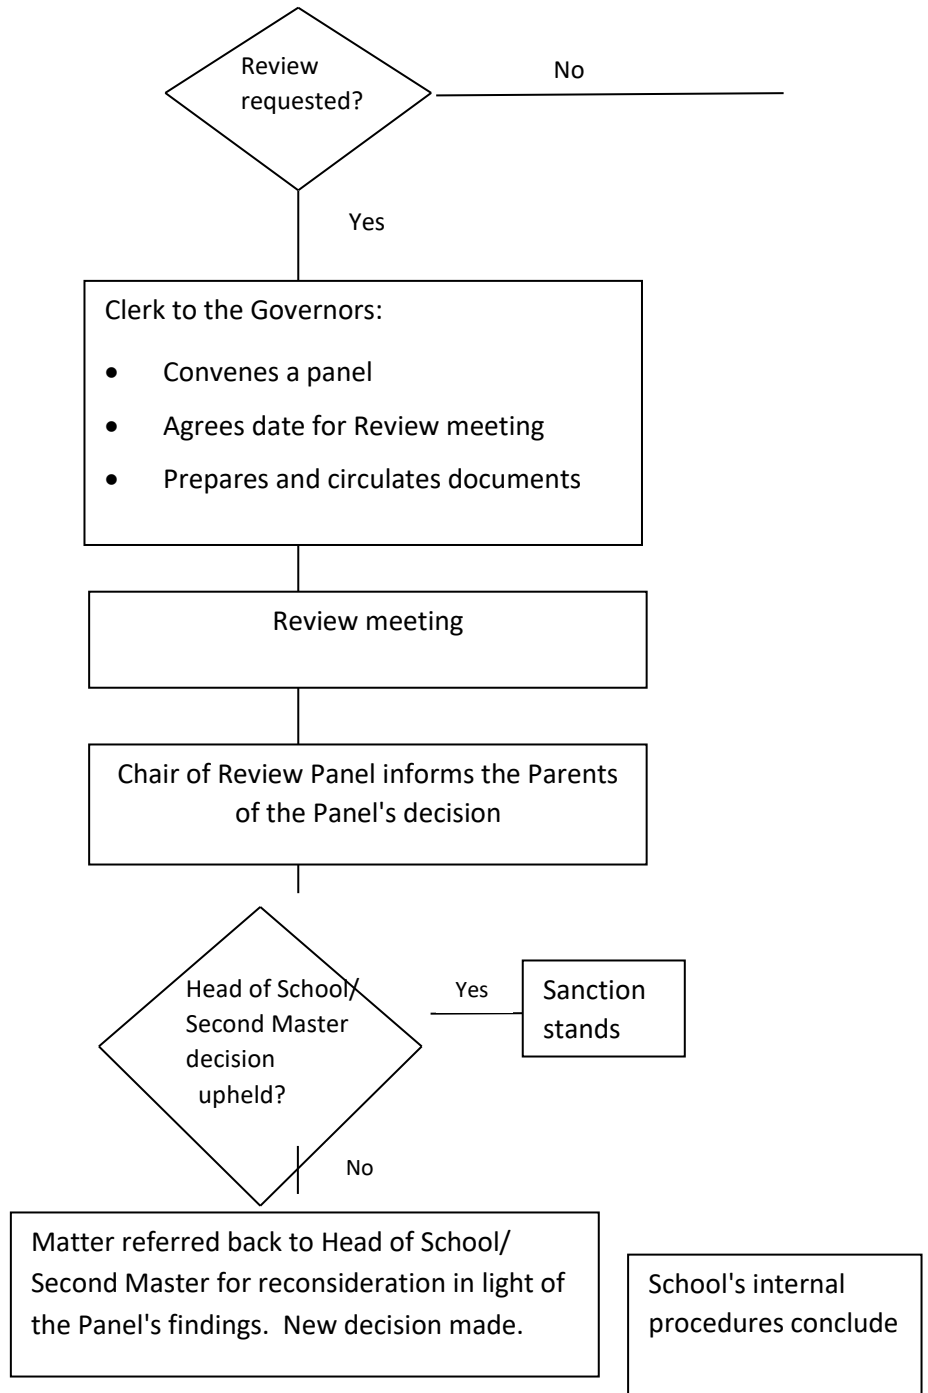 Review
requested?
No
Yes
Clerk to the Governors:
• Convenes a panel
• Agrees date for Review meeting
• Prepares and circulates documents
Review meeting
Chair of Review Panel informs the Parents
of the Panel's decision
Head of School/
Second Master
decision
upheld?
Yes
Sanction
stands
No
Matter referred back to Head of School/
Second Master for reconsideration in light of
the Panel's findings.  New decision made.
School's internal
procedures conclude